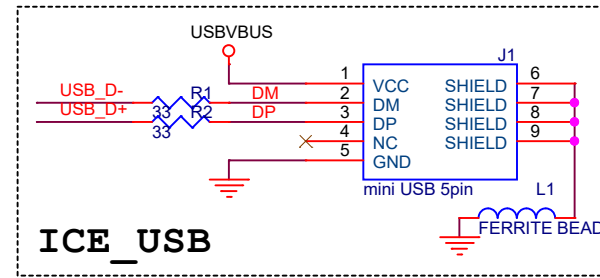 USBVBUS
J1
1 VCC SHIELD 6
USB_D- R1 DM 2 DM SHIELD 7
33
USB_D+ R2 DP 3 DP SHIELD 8
33
4 NC SHIELD 9
5 GND
mini USB 5pin
L1
FERRITE BEAD
ICE_USB